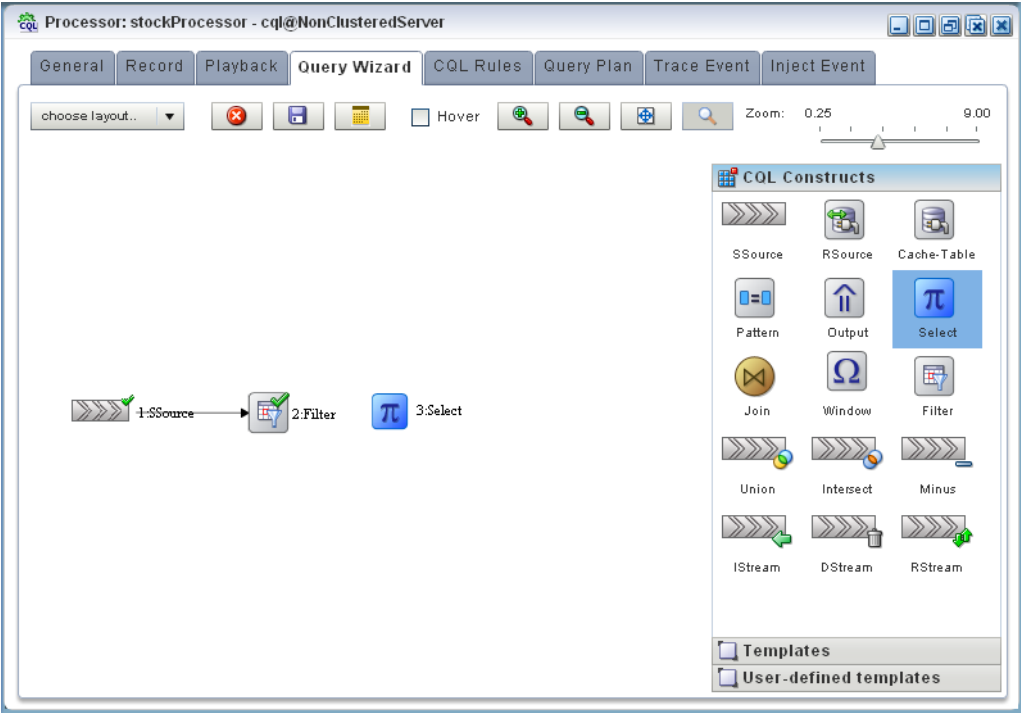 CQL Processor: stockProcessor - cql@NonClusteredServer
General Record Playback Query Wizard CQL Rules Query Plan Trace Event Inject Event
choose layout.. Hover Zoom: 0.25 9.00
CQL Constructs
SSource RSource Cache-Table
Pattern Output Select
Join Window Filter
1:SSource 2:Filter 3:Select
Union Intersect Minus
IStream DStream RStream
Templates
User-defined templates